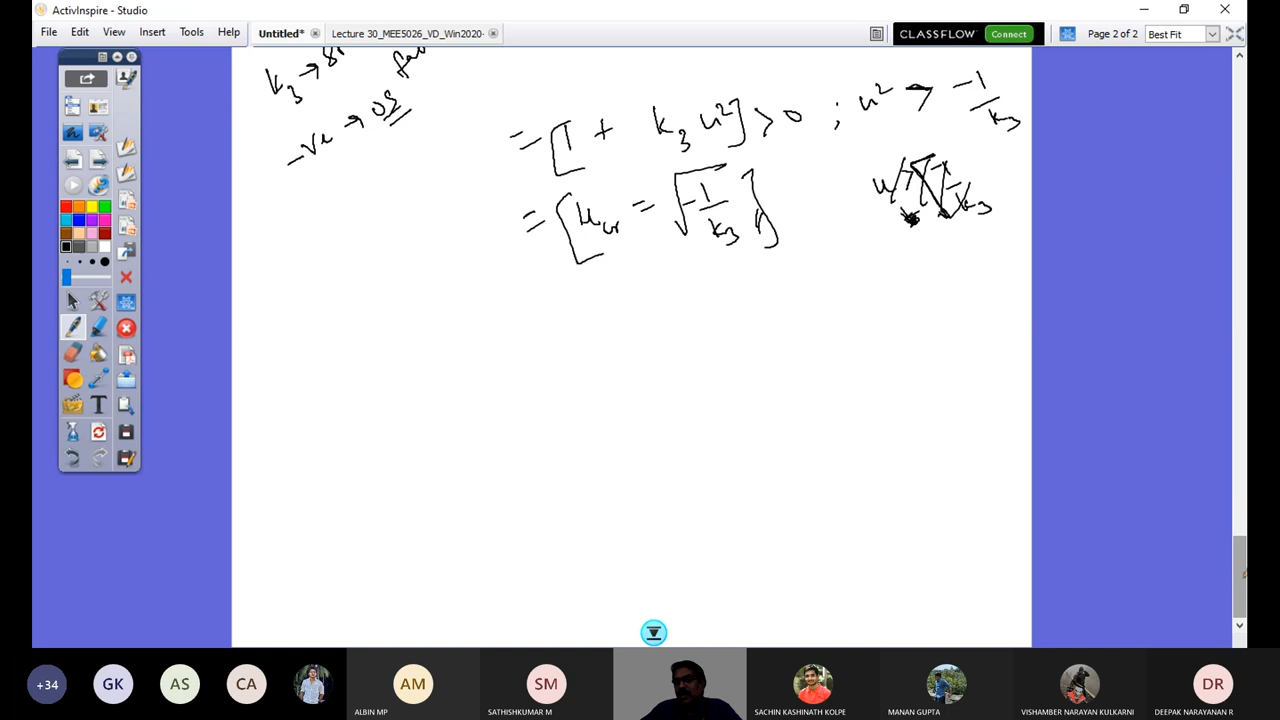 ActivInspire - Studio
File Edit View Insert Tools Help
Untitled*
Lecture 30_MEE5026_VD_Win2020-
CLASSFLOW Connect
Page 2 of 2
Best Fit
k₃ →
-ve → OS
= [1 + k₃ u²] > 0 ; u² → -1/k₃
= [u_cr = √(-1/k₃)]
T
+34
GK
AS
CA
AM
SM
DR
ALBIN MP
SATHISHKUMAR M
SACHIN KASHINATH KOLPE
MANAN GUPTA
VISHAMBER NARAYAN KULKARNI
DEEPAK NARAYANAN R